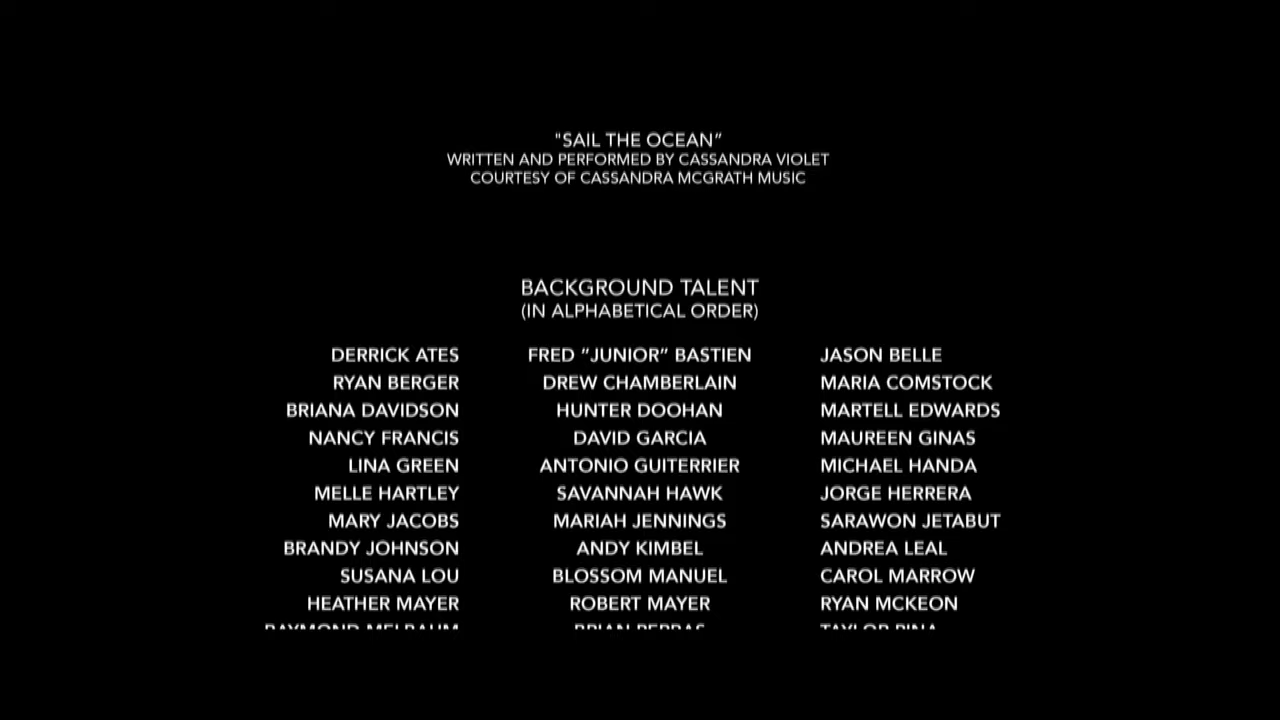 "SAIL THE OCEAN”
WRITTEN AND PERFORMED BY CASSANDRA VIOLET
COURTESY OF CASSANDRA MCGRATH MUSIC
BACKGROUND TALENT
(IN ALPHABETICAL ORDER)
DERRICK ATES FRED ”JUNIOR” BASTIEN JASON BELLE
RYAN BERGER DREW CHAMBERLAIN MARIA COMSTOCK
BRIANA DAVIDSON HUNTER DOOHAN MARTELL EDWARDS
NANCY FRANCIS DAVID GARCIA MAUREEN GINAS
LINA GREEN ANTONIO GUITERRIER MICHAEL HANDA
MELLE HARTLEY SAVANNAH HAWK JORGE HERRERA
MARY JACOBS MARIAH JENNINGS SARAWON JETABUT
BRANDY JOHNSON ANDY KIMBEL ANDREA LEAL
SUSANA LOU BLOSSOM MANUEL CAROL MARROW
HEATHER MAYER ROBERT MAYER RYAN MCKEON
RAYMOND BRIAN TAYLOR